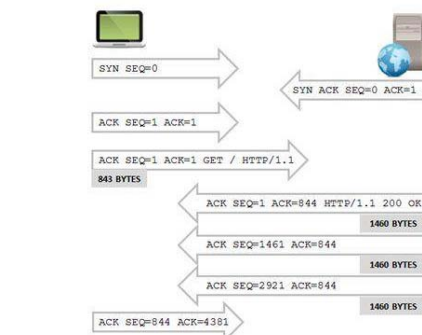 SYN SEQ=0
SYN ACK SEQ=0 ACK=1
ACK SEQ=1 ACK=1
ACK SEQ=1 ACK=1 GET / HTTP/1.1
843 BYTES
ACK SEQ=1 ACK=844 HTTP/1.1 200 OK
1460 BYTES
ACK SEQ=1461 ACK=844
1460 BYTES
ACK SEQ=2921 ACK=844
1460 BYTES
ACK SEQ=844 ACK=4381